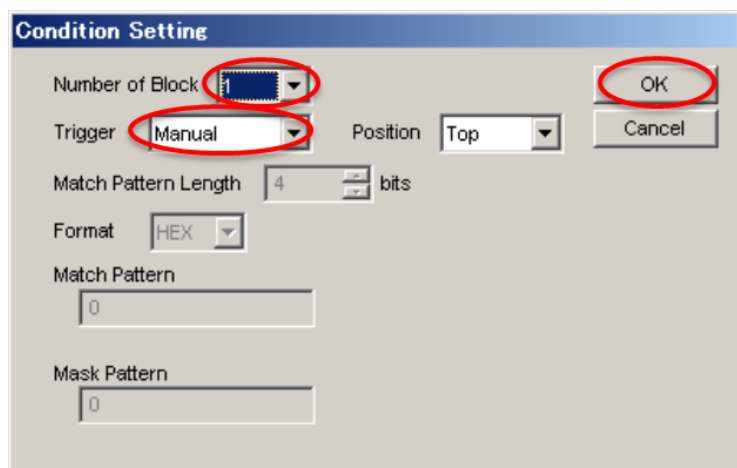 Condition Setting
Number of Block 1 OK
Trigger Manual Position Top Cancel
Match Pattern Length 4 bits
Format HEX
Match Pattern
0
Mask Pattern
0